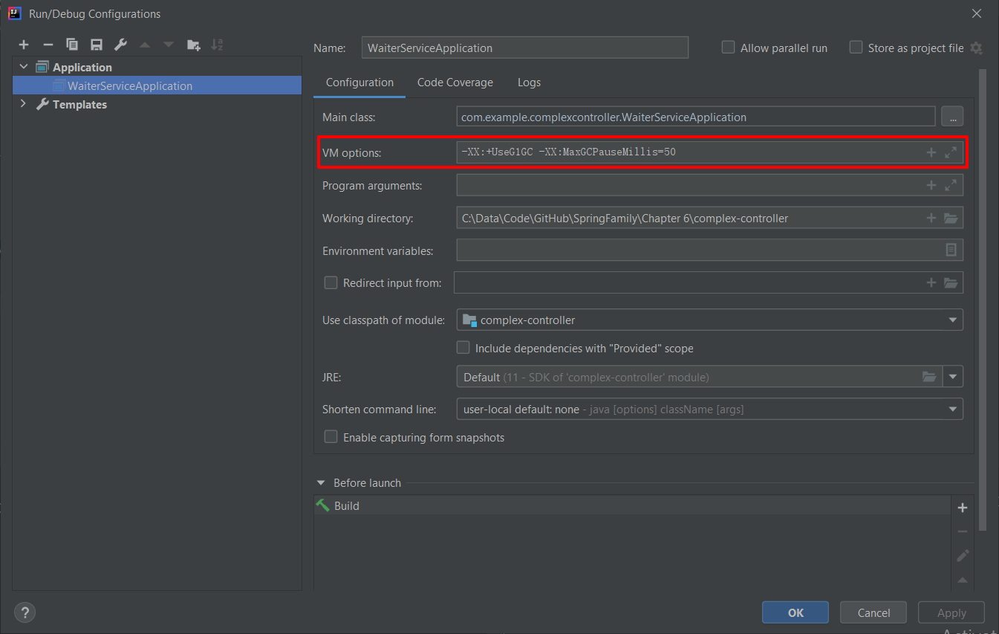 Run/Debug Configurations
Application
WaiterServiceApplication
Templates
Name: WaiterServiceApplication Allow parallel run Store as project file
Configuration Code Coverage Logs
Main class: com.example.complexcontroller.WaiterServiceApplication ...
VM options: -XX:+UseG1GC -XX:MaxGCPauseMillis=50
Program arguments:
Working directory: C:\Data\Code\GitHub\SpringFamily\Chapter 6\complex-controller
Environment variables:
Redirect input from:
Use classpath of module: complex-controller
Include dependencies with "Provided" scope
JRE: Default (11 - SDK of 'complex-controller' module)
Shorten command line: user-local default: none - java [options] className [args]
Enable capturing form snapshots
Before launch
Build
? OK Cancel Apply